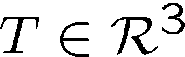 T ∈ ℛ³